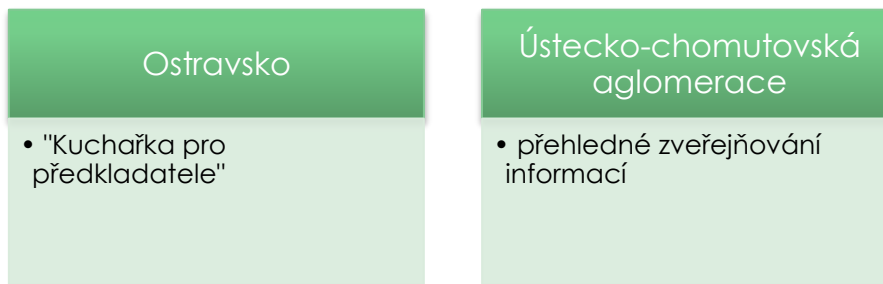 Ostravsko
• "Kuchařka pro
předkladatele"
Ústecko-chomutovská
aglomerace
• přehledné zveřejňování
informací